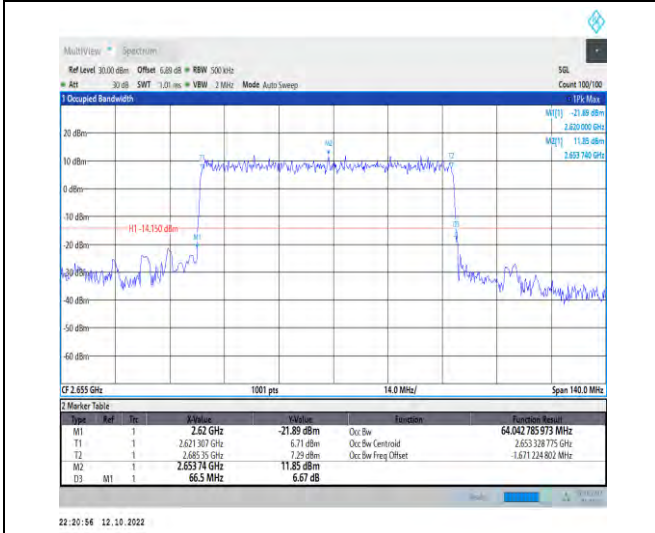 MultiView Spectrum
Ref Level 30.00 dBm Offset 6.89 dB RBW 500 kHz SGL
Att 30 dB SWT 1.01 ms VBW 2 MHz Mode Auto Sweep Count 100/100
1 Occupied Bandwidth 1Pk Max
M1[1] -21.89 dBm
2.620 000 GHz
20 dBm M2[1] 11.85 dBm
2.653 740 GHz
M2
10 dBm T1 T2
0 dBm
-10 dBm
H1 -14.150 dBm D3
-20 dBm M1
-30 dBm
-40 dBm
-50 dBm
-60 dBm
CF 2.655 GHz 1001 pts 14.0 MHz/ Span 140.0 MHz
2 Marker Table
Type Ref Trc X-Value Y-Value Function Function Result
M1 1 2.62 GHz -21.89 dBm Occ Bw 64.042 785 973 MHz
T1 1 2.621 307 GHz 6.71 dBm Occ Bw Centroid 2.653 328 775 GHz
T2 1 2.685 35 GHz 7.29 dBm Occ Bw Freq Offset -1.671 224 802 MHz
M2 1 2.653 74 GHz 11.85 dBm
D3 M1 1 66.5 MHz 6.67 dB
22:20:56 12.10.2022